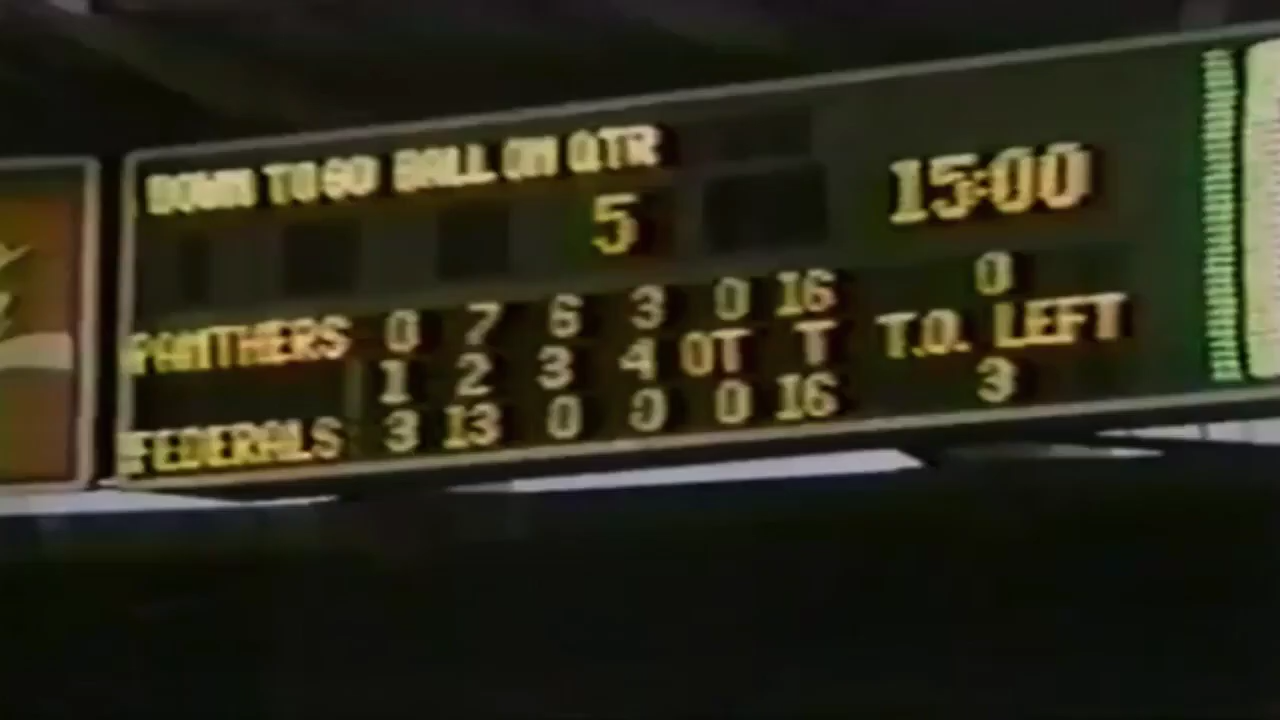 DOWN TO GO BALL ON QTR
5 15:00
PANTHERS 0 7 6 3 0 16 0
1 2 3 4 OT T T.O. LEFT
FEDERALS 3 13 0 0 0 16 3